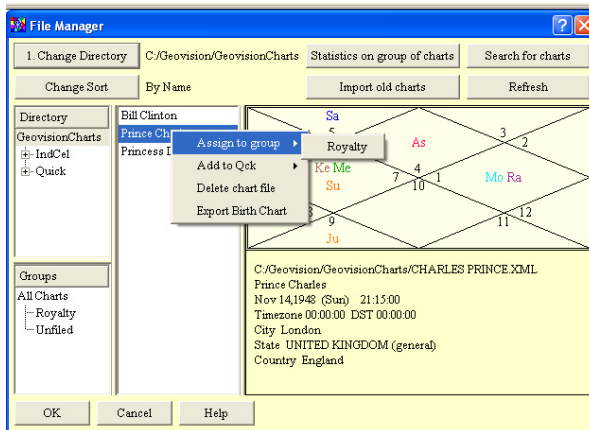 File Manager
1. Change Directory
C:/Geovision/GeovisionCharts
Statistics on group of charts
Search for charts
Change Sort
By Name
Import old charts
Refresh
Directory
GeovisionCharts
IndCel
Quick
Bill Clinton
Prince Ch
Princess
Assign to group
Royalty
Add to Qck
Delete chart file
Export Birth Chart
Sa
5
As
3
2
Ke Me
Su
7
4
1
10
Mo Ra
9
Ju
12
11
Groups
All Charts
Royalty
Unfiled
C:/Geovision/GeovisionCharts/CHARLES PRINCE.XML
Prince Charles
Nov 14,1948 (Sun) 21:15:00
Timezone 00:00:00 DST 00:00:00
City London
State UNITED KINGDOM (general)
Country England
OK
Cancel
Help